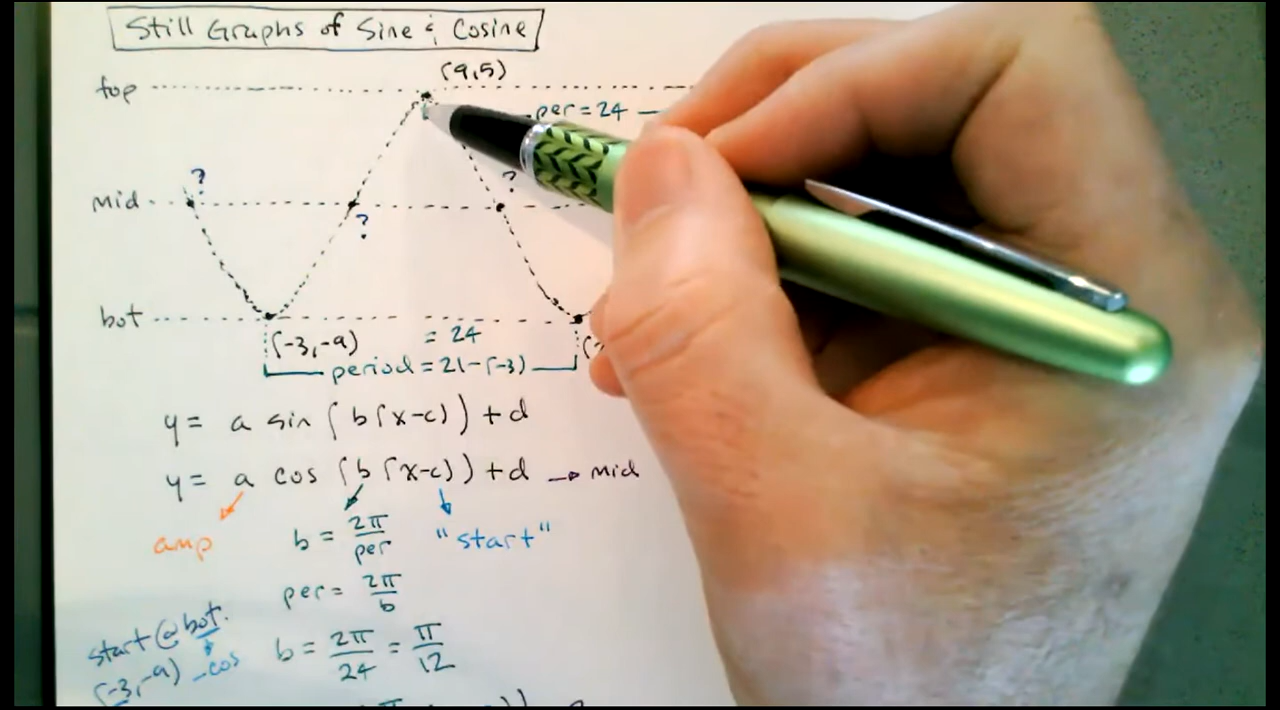 Still Graphs of Sine & Cosine
(9,5)
top
per = 24
?
?
mid
?
bot
(-3,-9)
= 24
period = 21-(-3)
y = a sin (b(x-c)) + d
y = a cos (b(x-c)) + d → mid
amp
b = 2π/per
"start"
per = 2π/b
start @ bot.
(-3,-9) -cos
b = 2π/24 = π/12